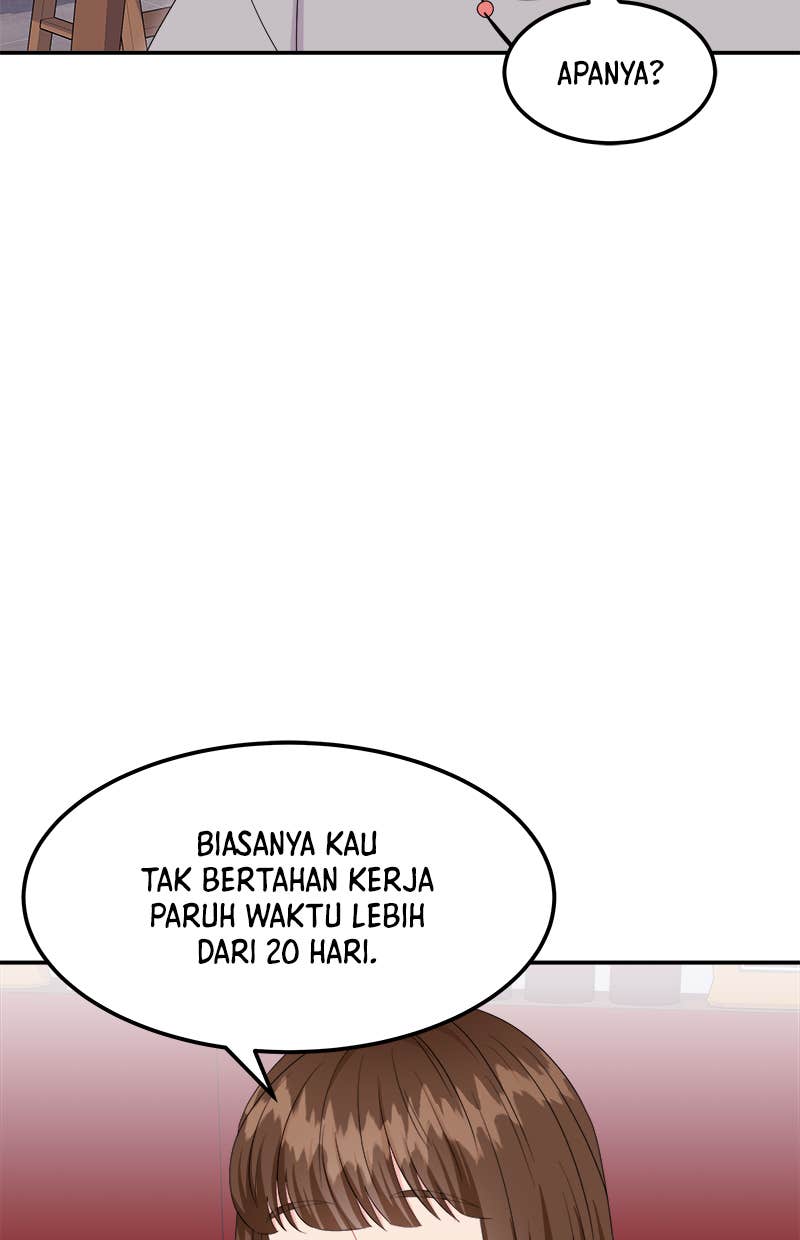 APANYA?
BIASANYA KAU
TAK BERTAHAN KERJA
PARUH WAKTU LEBIH
DARI 20 HARI.